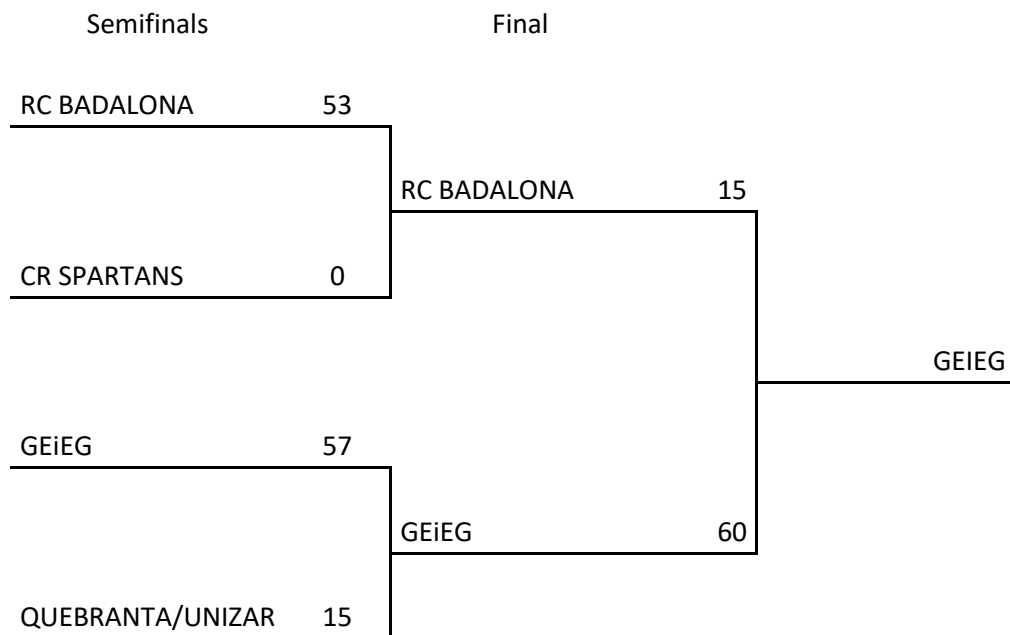 Semifinals Final
RC BADALONA 53
RC BADALONA 15
CR SPARTANS 0
GEIEG
GEiEG 57
GEiEG 60
QUEBRANTA/UNIZAR 15